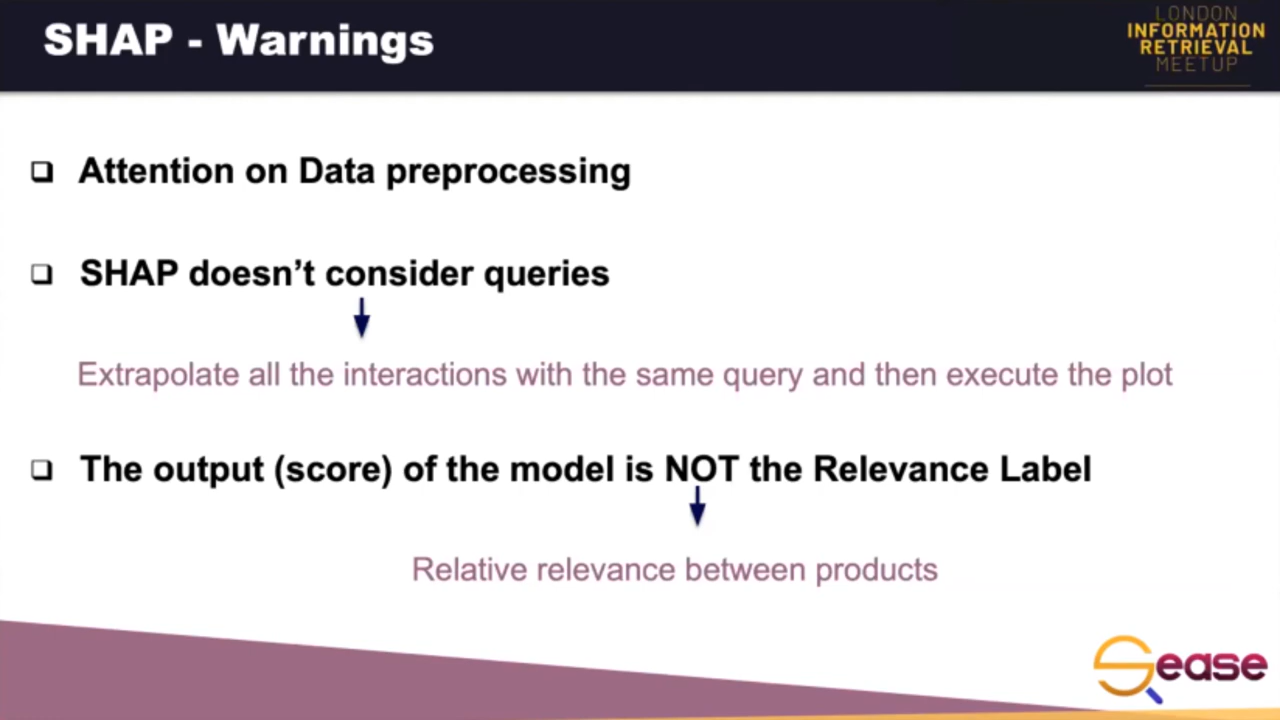 SHAP - Warnings
LONDON
INFORMATION
RETRIEVAL
MEETUP
Attention on Data preprocessing
SHAP doesn’t consider queries
Extrapolate all the interactions with the same query and then execute the plot
The output (score) of the model is NOT the Relevance Label
Relative relevance between products
Sease